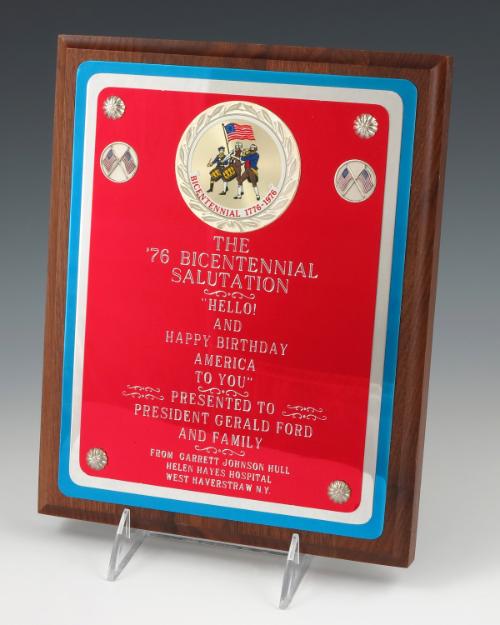 BICENTENNIAL 1776-1976
THE
'76 BICENTENNIAL
SALUTATION
"HELLO!
AND
HAPPY BIRTHDAY
AMERICA
TO YOU"
PRESENTED TO
PRESIDENT GERALD FORD
AND FAMILY
FROM GARRETT JOHNSON HULL
HELEN HAYES HOSPITAL
WEST HAVERSTRAW N.Y.